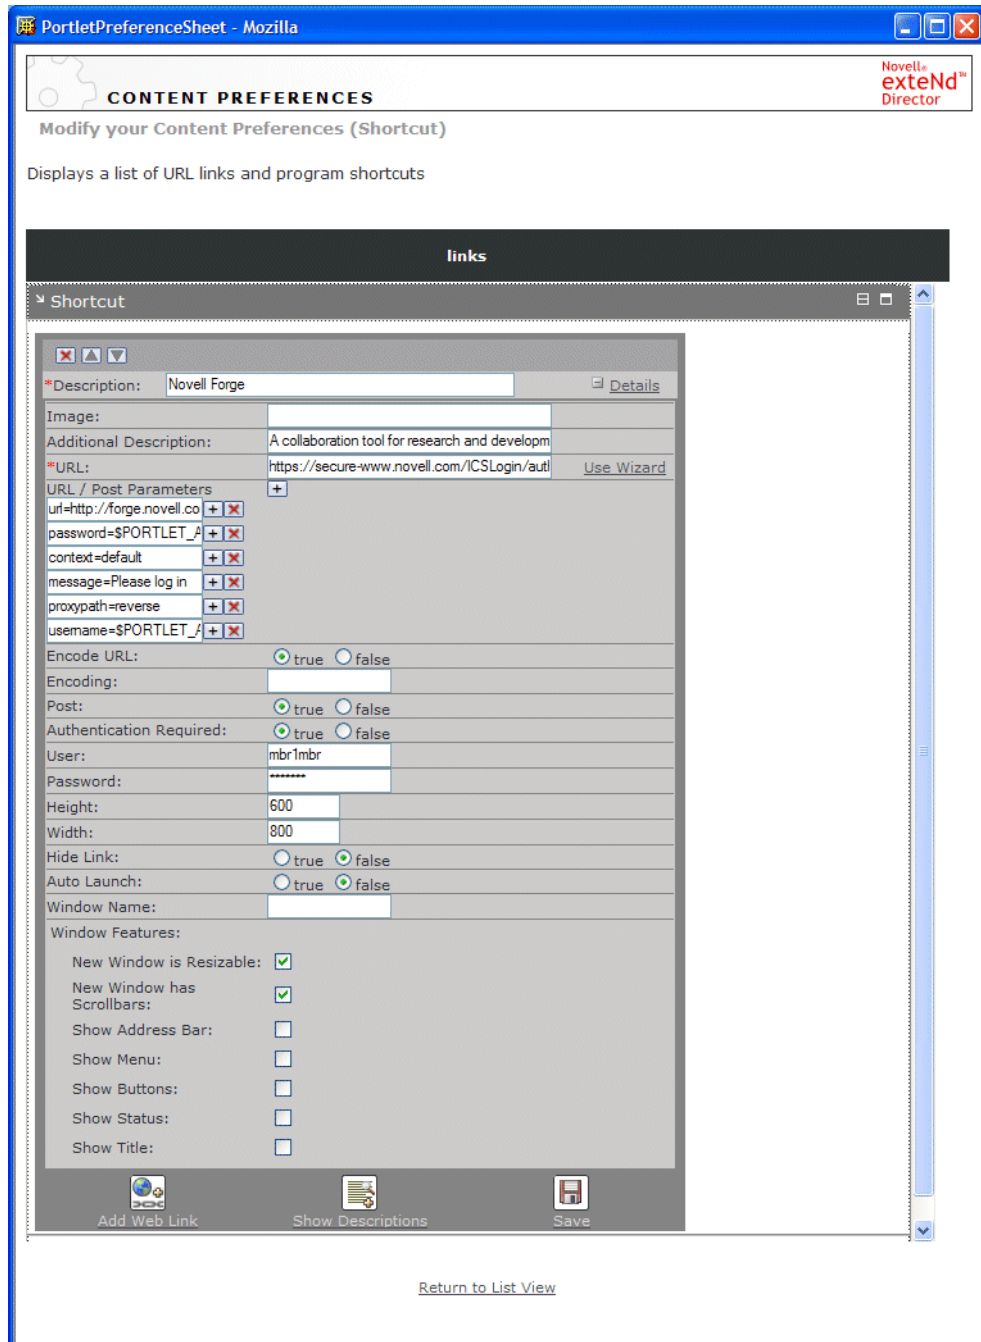 PortletPreferenceSheet - Mozilla
Novell®
exteNd™
Director
CONTENT PREFERENCES
Modify your Content Preferences (Shortcut)
Displays a list of URL links and program shortcuts
links
Shortcut
*Description: Novell Forge Details
Image:
Additional Description: A collaboration tool for research and developm
*URL: https://secure-www.novell.com/ICSLogin/auth Use Wizard
URL / Post Parameters +
url=http://forge.novell.co +
password=$PORTLET_A +
context=default +
message=Please log in +
proxypath=reverse +
username=$PORTLET_A +
Encode URL: true false
Encoding:
Post: true false
Authentication Required: true false
User: mbr1mbr
Password: *******
Height: 600
Width: 800
Hide Link: true false
Auto Launch: true false
Window Name:
Window Features:
New Window is Resizable:
New Window has
Scrollbars:
Show Address Bar:
Show Menu:
Show Buttons:
Show Status:
Show Title:
Add Web Link Show Descriptions Save
Return to List View